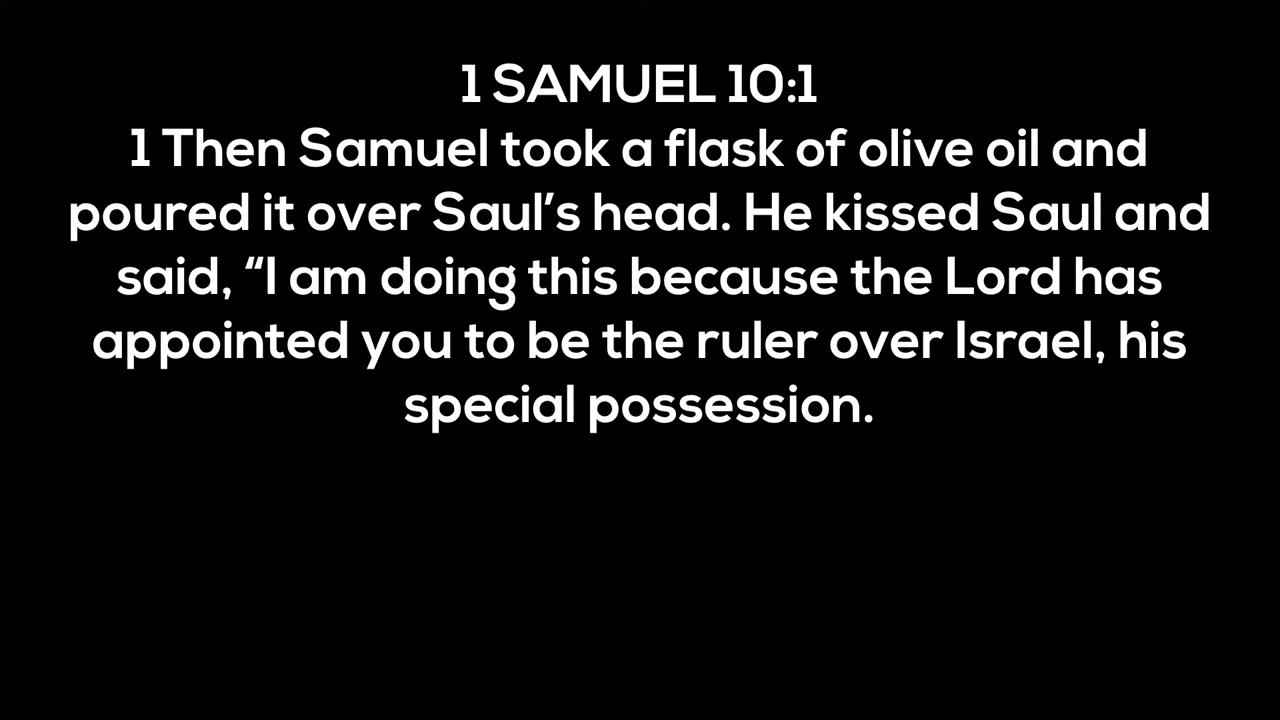 1 SAMUEL 10:1
1 Then Samuel took a flask of olive oil and
poured it over Saul’s head. He kissed Saul and
said, “I am doing this because the Lord has
appointed you to be the ruler over Israel, his
special possession.